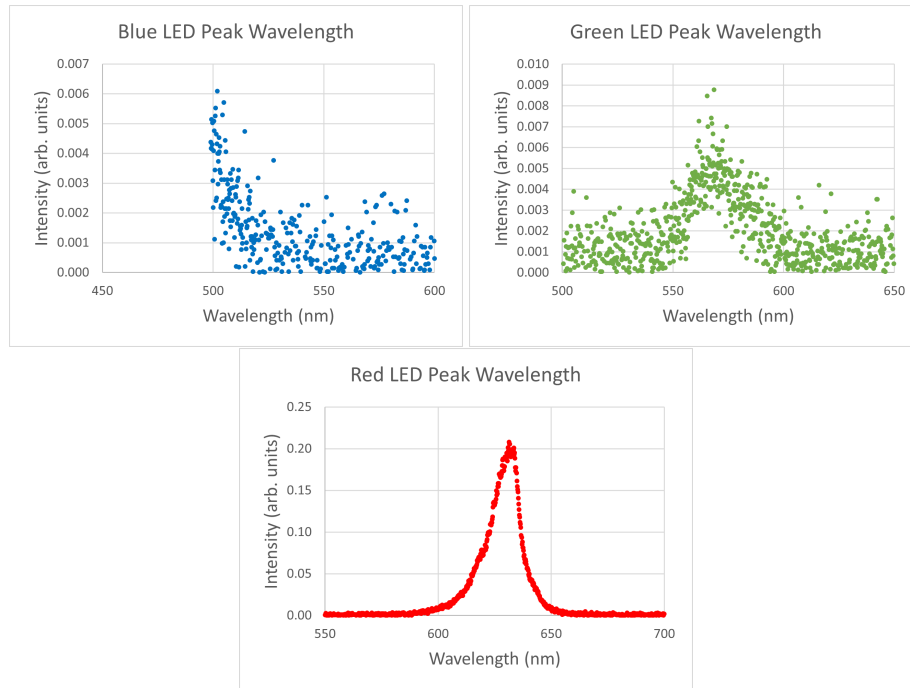 Blue LED Peak Wavelength
Intensity (arb. units)
0.007
0.006
0.005
0.004
0.003
0.002
0.001
0.000
450 500 550 600
Wavelength (nm)
Green LED Peak Wavelength
Intensity (arb. units)
0.010
0.009
0.008
0.007
0.006
0.005
0.004
0.003
0.002
0.001
0.000
500 550 600 650
Wavelength (nm)
Red LED Peak Wavelength
Intensity (arb. units)
0.25
0.20
0.15
0.10
0.05
0.00
550 600 650 700
Wavelength (nm)